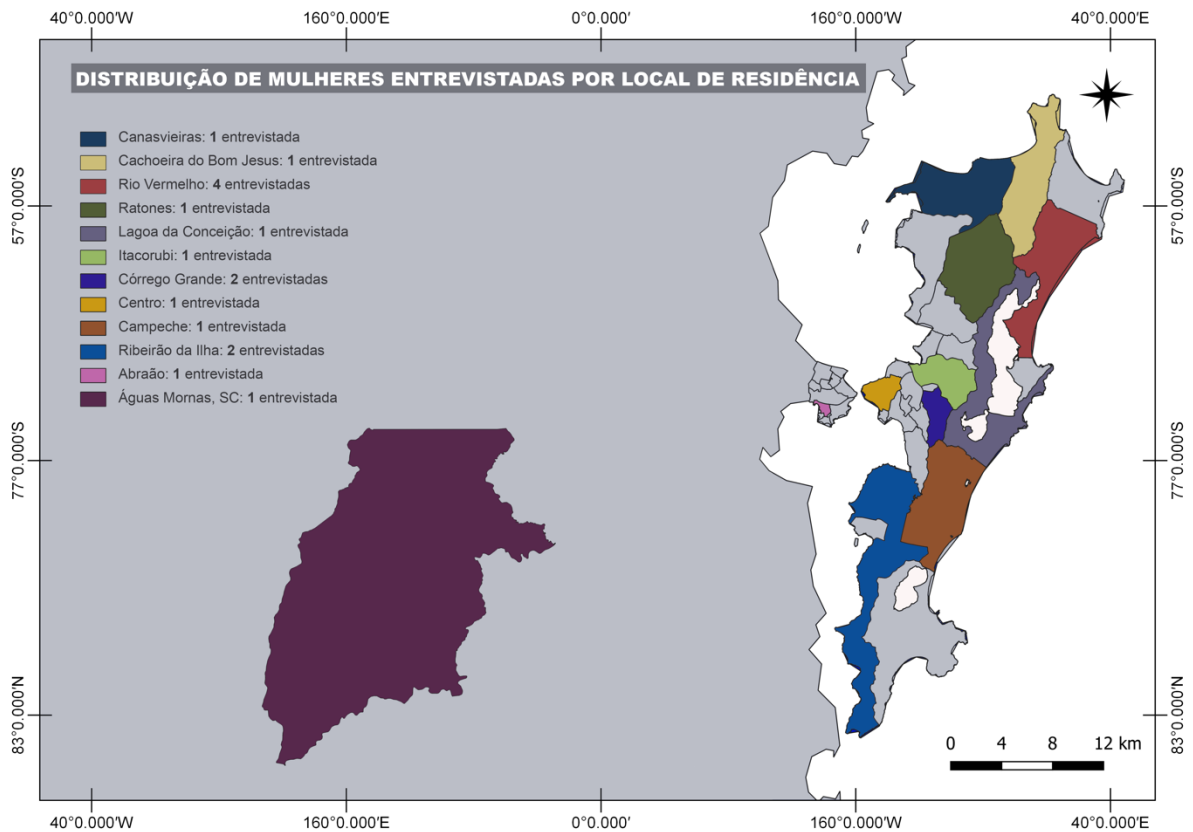 40°0.000'W 160°0.000'E 0°0.000' 160°0.000'W 40°0.000'E
DISTRIBUIÇÃO DE MULHERES ENTREVISTADAS POR LOCAL DE RESIDÊNCIA
Canasvieiras: 1 entrevistada
Cachoeira do Bom Jesus: 1 entrevistada
Rio Vermelho: 4 entrevistadas
Ratones: 1 entrevistada
Lagoa da Conceição: 1 entrevistada
Itacorubi: 1 entrevistada
Córrego Grande: 2 entrevistadas
Centro: 1 entrevistada
Campeche: 1 entrevistada
Ribeirão da Ilha: 2 entrevistadas
Abraão: 1 entrevistada
Águas Mornas, SC: 1 entrevistada
57°0.000'S 57°0.000'S
77°0.000'S 77°0.000'S
83°0.000'N 83°0.000'N
0 4 8 12 km
40°0.000'W 160°0.000'E 0°0.000' 160°0.000'W 40°0.000'E